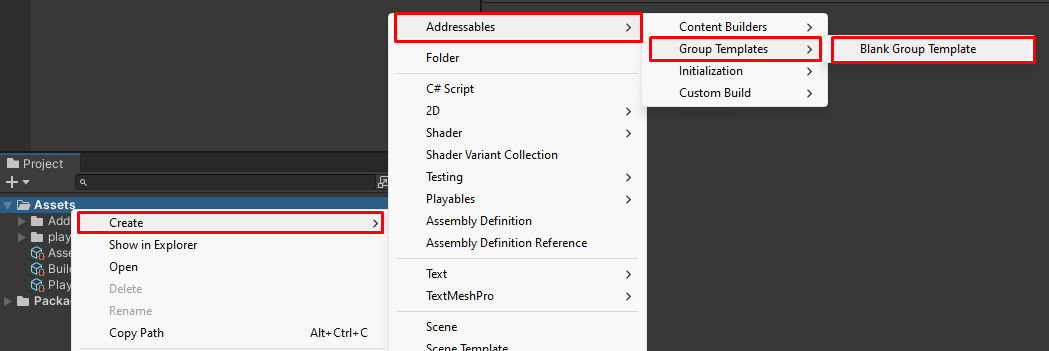 Project
Assets
Add
play
Asse
Build
Play
Packa
Create
Show in Explorer
Open
Delete
Rename
Copy Path Alt+Ctrl+C
Addressables
Folder
C# Script
2D
Shader
Shader Variant Collection
Testing
Playables
Assembly Definition
Assembly Definition Reference
Text
TextMeshPro
Scene
Scene Template
Content Builders
Group Templates
Initialization
Custom Build
Blank Group Template